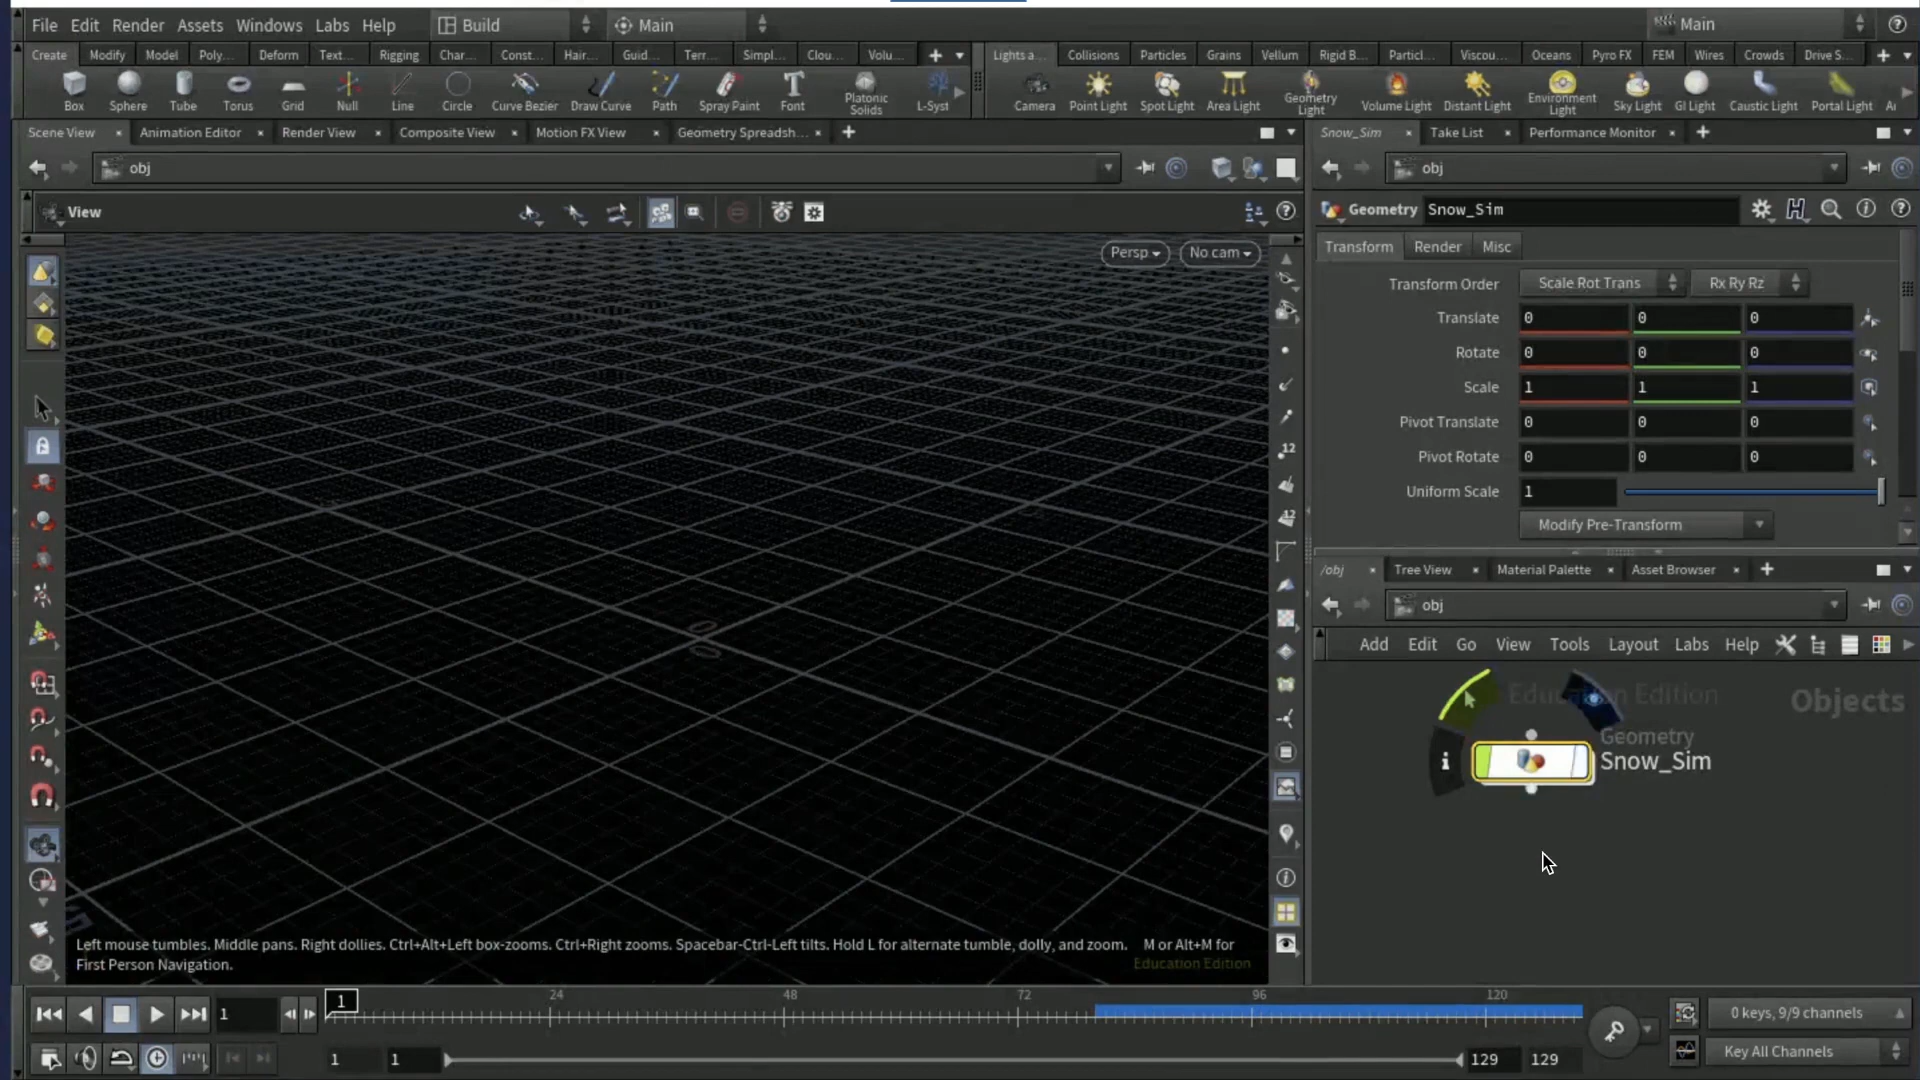 File Edit Render Assets Windows Labs Help Build Main Main
Create Modify Model Poly... Deform Text... Rigging Char... Const... Hair... Guid... Terr... Simpl... Clou... Volu...
Lights a... Collisions Particles Grains Vellum Rigid B... Particl... Viscou... Oceans Pyro FX FEM Wires Crowds Drive S...
Box Sphere Tube Torus Grid Null Line Circle Curve Bezier Draw Curve Path Spray Paint Font Platonic Solids L-Syst
Camera Point Light Spot Light Area Light Geometry Light Volume Light Distant Light Environment Light Sky Light GI Light Caustic Light Portal Light
Scene View Animation Editor Render View Composite View Motion FX View Geometry Spreadsh...
Snow_Sim Take List Performance Monitor
obj
obj
View
Persp No cam
Geometry Snow_Sim
Transform Render Misc
Transform Order Scale Rot Trans Rx Ry Rz
Translate 0 0 0
Rotate 0 0 0
Scale 1 1 1
Pivot Translate 0 0 0
Pivot Rotate 0 0 0
Uniform Scale 1
Modify Pre-Transform
/obj Tree View Material Palette Asset Browser
obj
Add Edit Go View Tools Layout Labs Help
Education Edition
Objects
Geometry
Snow_Sim
Left mouse tumbles. Middle pans. Right dollies. Ctrl+Alt+Left box-zooms. Ctrl+Right zooms. Spacebar-Ctrl-Left tilts. Hold L for alternate tumble, dolly, and zoom. M or Alt+M for
First Person Navigation.
Education Edition
1 1 24 48 72 96 120
0 keys, 9/9 channels
1 1 129 129
Key All Channels